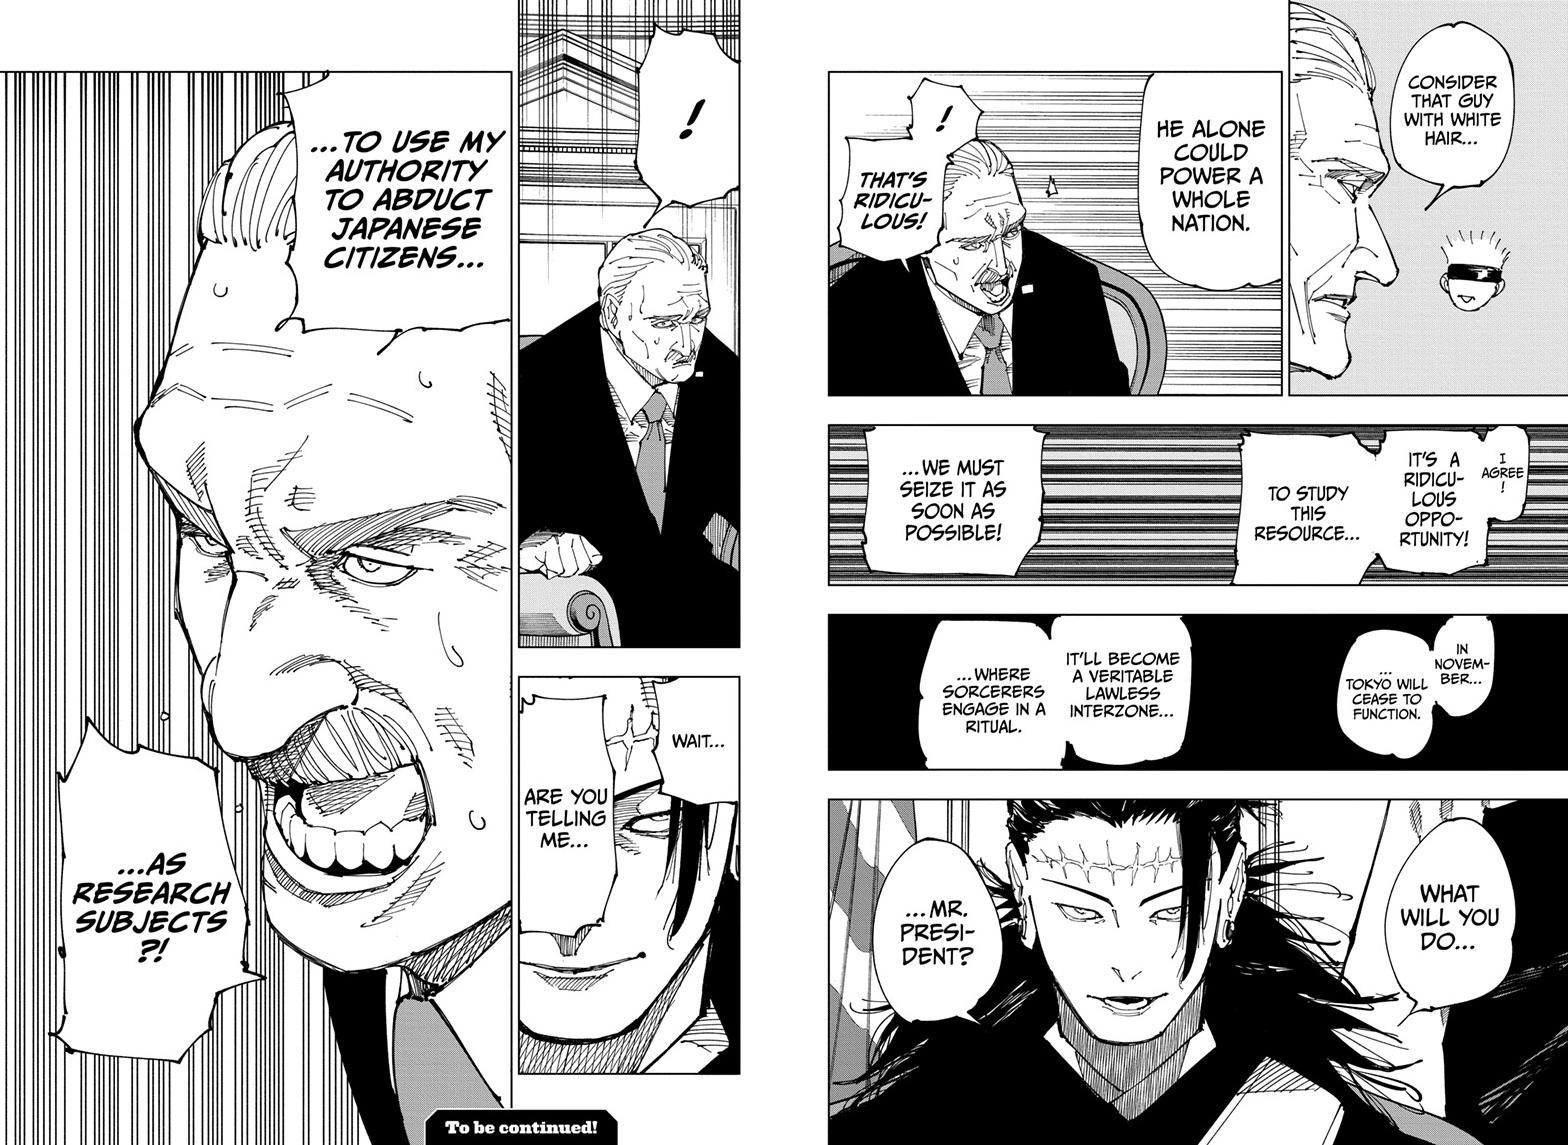 CONSIDER
THAT GUY
WITH WHITE
HAIR...
HE ALONE
COULD
POWER A
WHOLE
NATION.
!
THAT'S
RIDICU-
LOUS!
I
AGREE
!
IT'S A
RIDICU-
LOUS
OPPO-
RTUNITY!
TO STUDY
THIS
RESOURCE...
...WE MUST
SEIZE IT AS
SOON AS
POSSIBLE!
IN
NOVEM-
BER...
...
TOKYO WILL
CEASE TO
FUNCTION.
IT'LL BECOME
A VERITABLE
LAWLESS
INTERZONE...
...WHERE
SORCERERS
ENGAGE IN A
RITUAL.
WHAT
WILL YOU
DO...
...MR.
PRESI-
DENT?
!
WAIT...
ARE YOU
TELLING
ME...
...TO USE MY
AUTHORITY
TO ABDUCT
JAPANESE
CITIZENS...
...AS
RESEARCH
SUBJECTS
?!
To be continued!